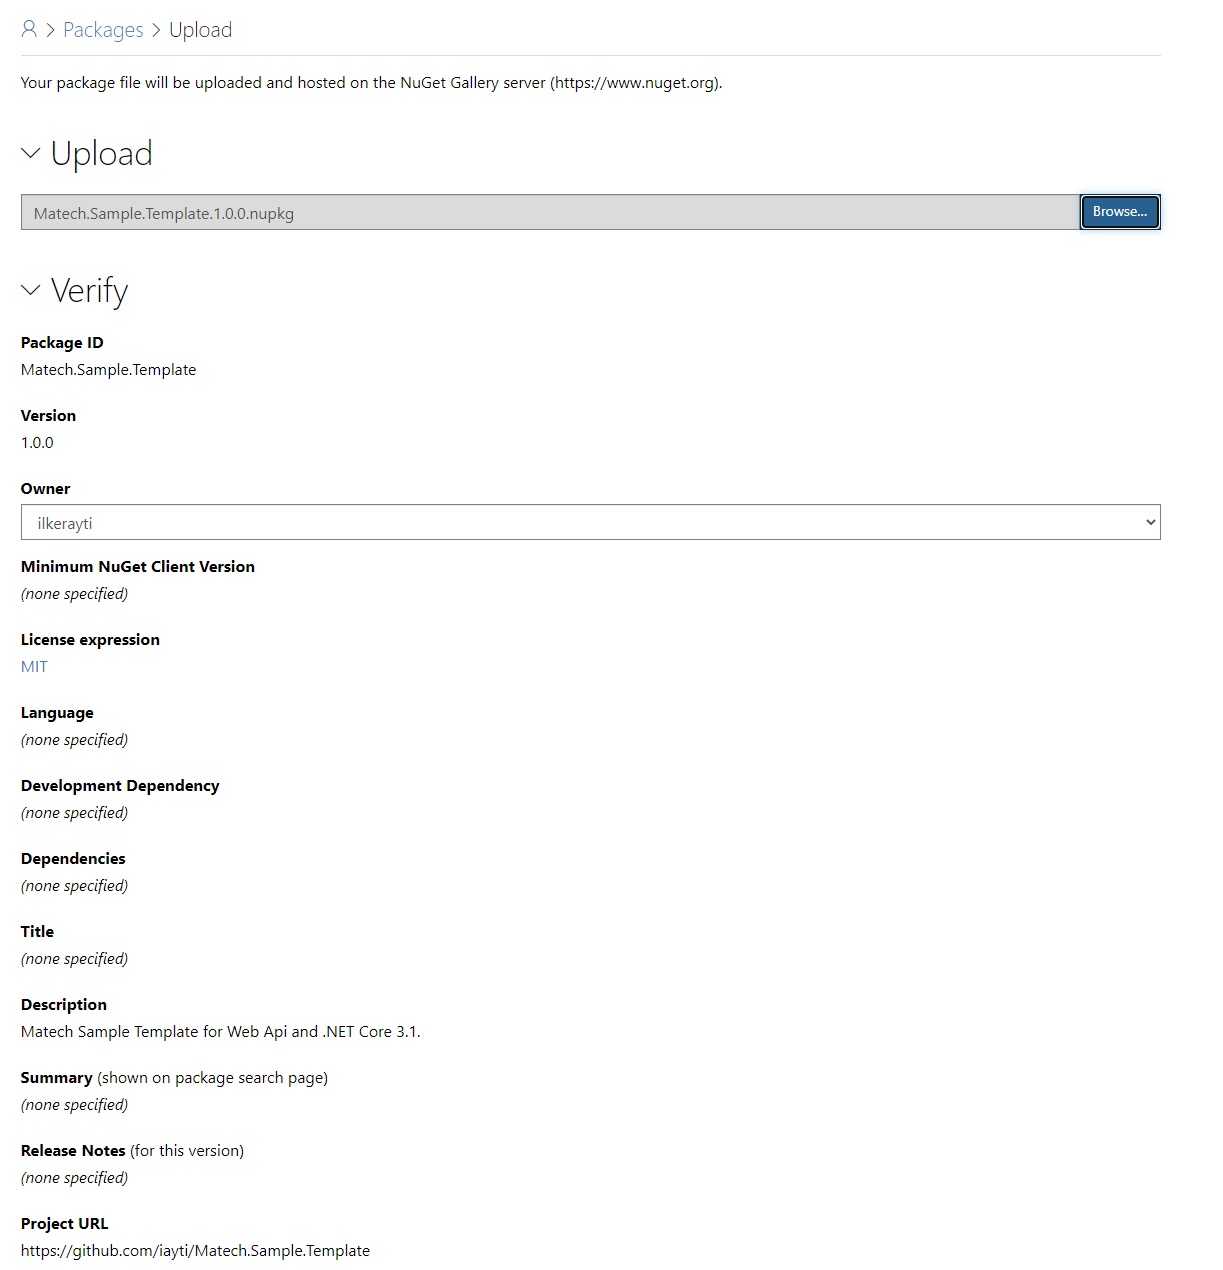 Packages > Upload
Your package file will be uploaded and hosted on the NuGet Gallery server (https://www.nuget.org).
Upload
Matech.Sample.Template.1.0.0.nupkg Browse...
Verify
Package ID
Matech.Sample.Template
Version
1.0.0
Owner
ilkerayti
Minimum NuGet Client Version
(none specified)
License expression
MIT
Language
(none specified)
Development Dependency
(none specified)
Dependencies
(none specified)
Title
(none specified)
Description
Matech Sample Template for Web Api and .NET Core 3.1.
Summary (shown on package search page)
(none specified)
Release Notes (for this version)
(none specified)
Project URL
https://github.com/iayti/Matech.Sample.Template